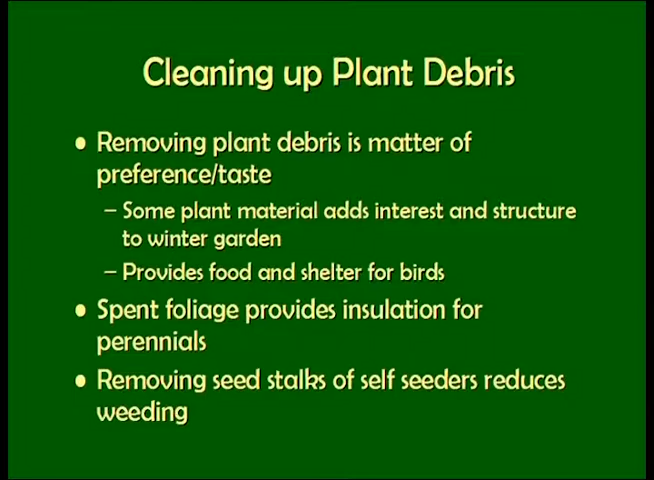 Cleaning up Plant Debris
• Removing plant debris is matter of
preference/taste
– Some plant material adds interest and structure
to winter garden
– Provides food and shelter for birds
• Spent foliage provides insulation for
perennials
• Removing seed stalks of self seeders reduces
weeding